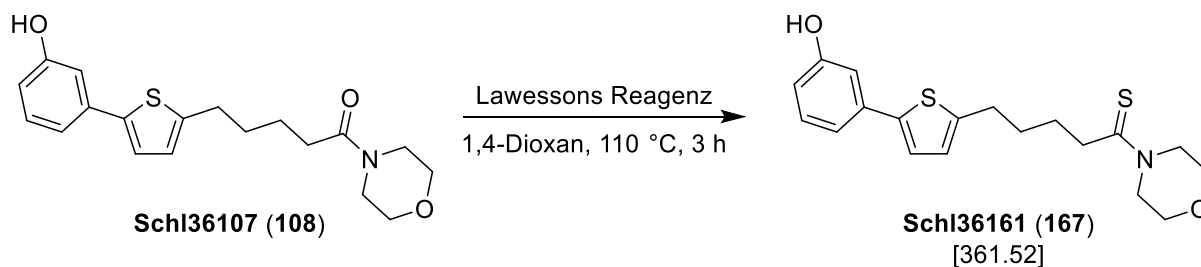 HO
S
O
N
O
Lawessons Reagenz
1,4-Dioxan, 110 °C, 3 h
HO
S
S
N
O
Schl36107 (108)
Schl36161 (167)
[361.52]